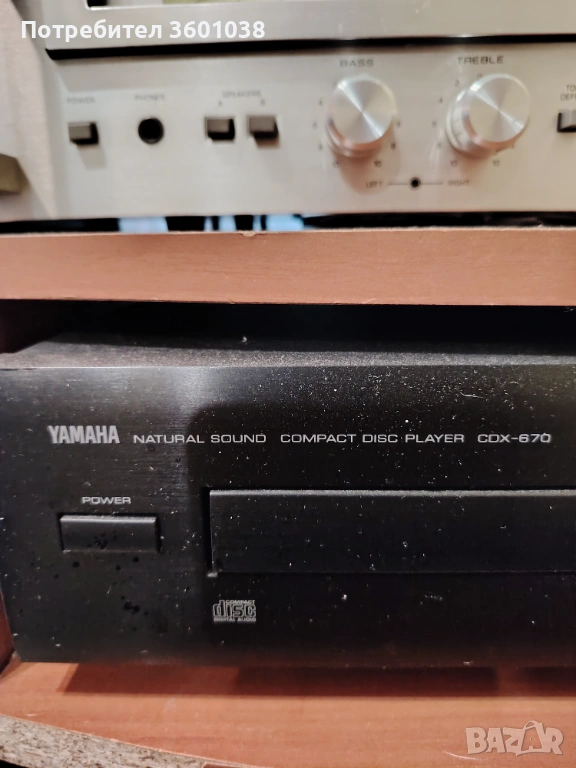 Потребител 3601038
BASS
TREBLE
POWER
PHONES
SPEAKERS
A B
LEFT RIGHT
YAMAHA NATURAL SOUND COMPACT DISC PLAYER CDX-670
POWER
COMPACT
disc
DIGITAL AUDIO
BAZAR